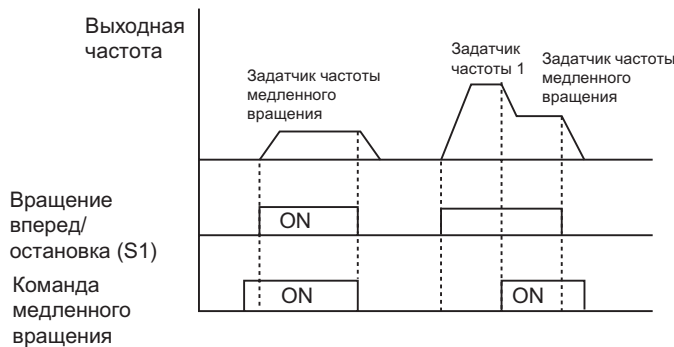 Выходная
частота
Задатчик частоты
медленного
вращения
Задатчик
частоты 1
Задатчик частоты
медленного
вращения
Вращение
вперед/
остановка (S1)
ON
Команда
медленного
вращения
ON
ON